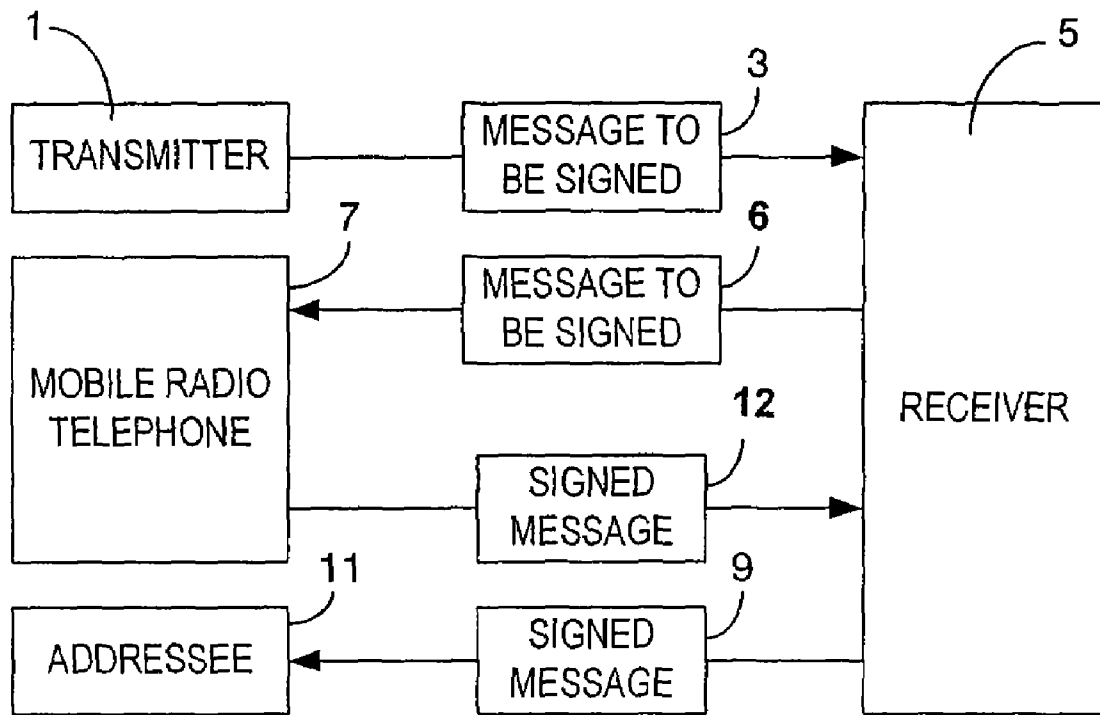 1
3
5
TRANSMITTER
MESSAGE TO
BE SIGNED
7
6
MESSAGE TO
BE SIGNED
MOBILE RADIO
TELEPHONE
RECEIVER
12
SIGNED
MESSAGE
11
9
ADDRESSEE
SIGNED
MESSAGE